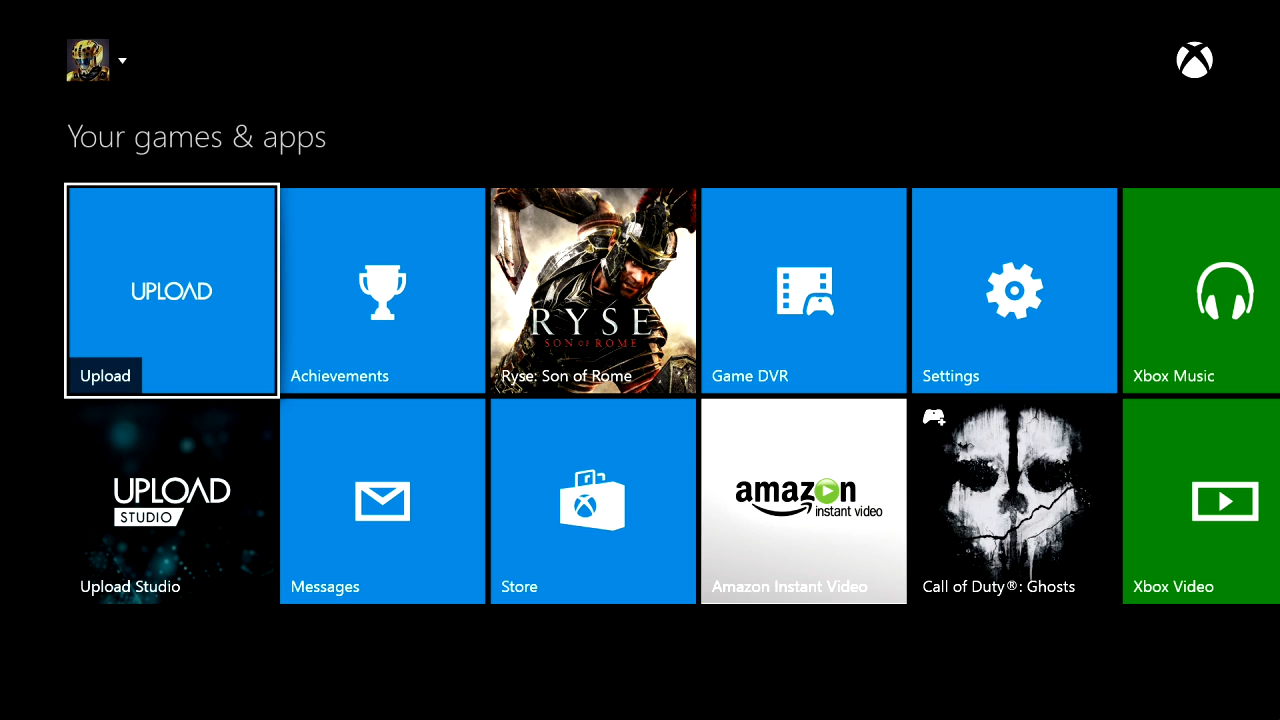 Your games & apps
UPLOAD
Upload
Achievements
RYSE
SON OF ROME
Ryse: Son of Rome
Game DVR
Settings
Xbox Music
UPLOAD
STUDIO
Upload Studio
Messages
Store
amazon
instant video
Amazon Instant Video
Call of Duty®: Ghosts
Xbox Video